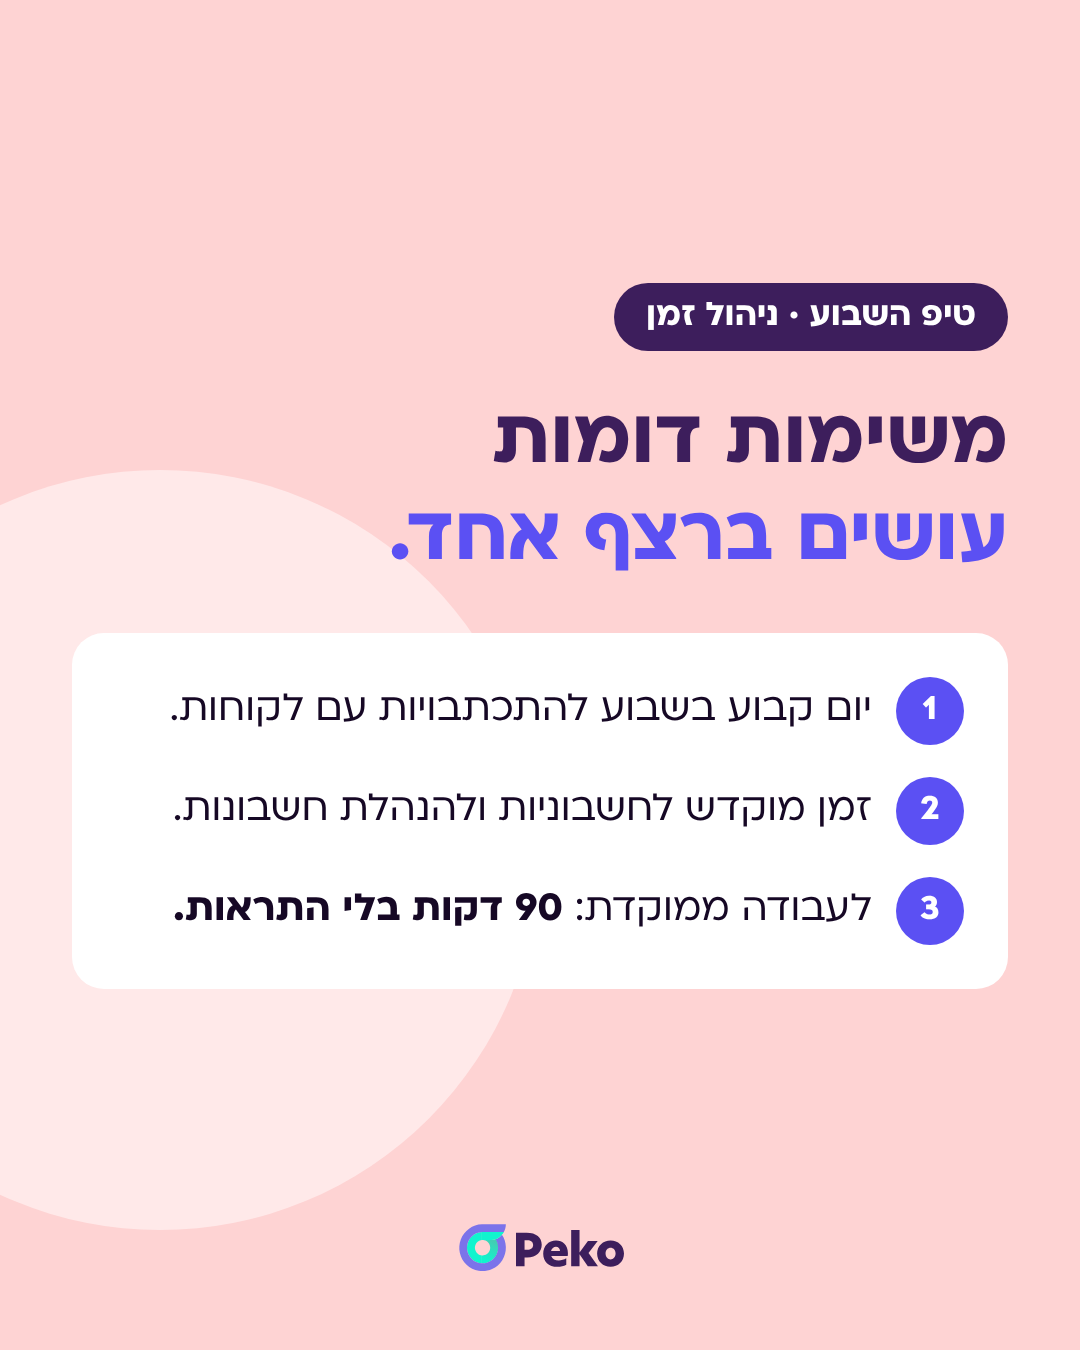 טיפ השבוע · ניהול זמן
משימות דומות
עושים ברצף אחד.
1 יום קבוע בשבוע להתכתבויות עם לקוחות.
2 זמן מוקדש לחשבוניות ולהנהלת חשבונות.
3 לעבודה ממוקדת: 90 דקות בלי התראות.
Peko